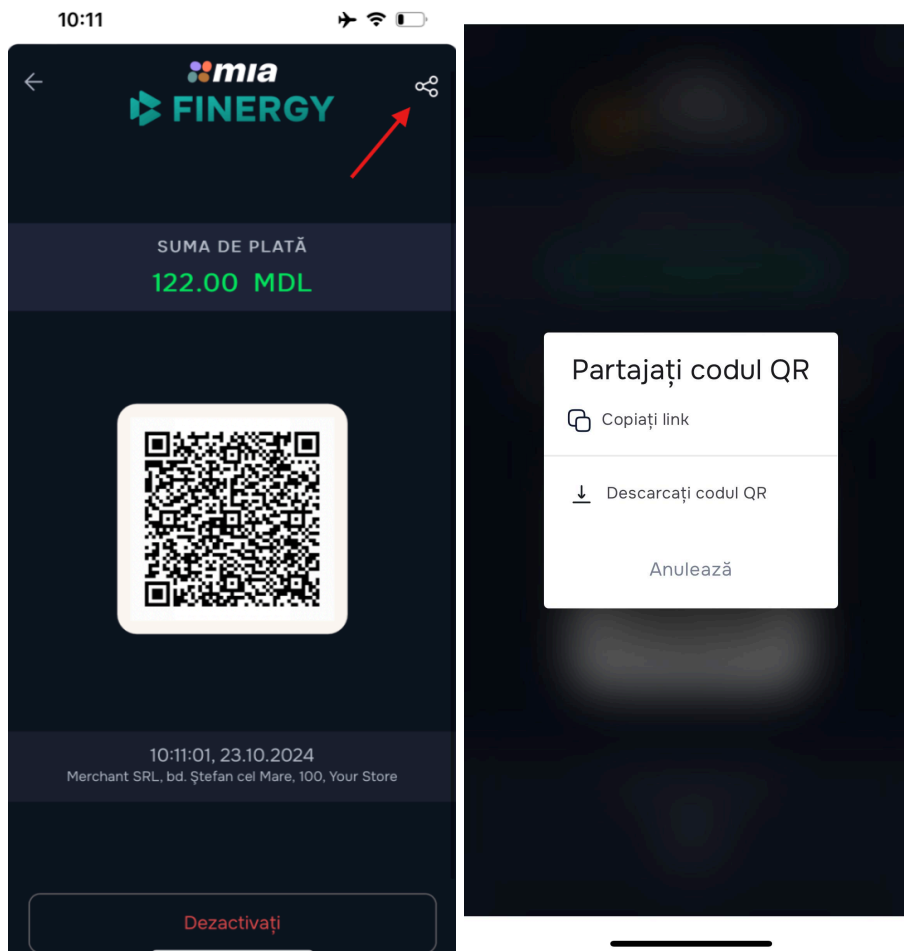 10:11
mia
FINERGY
SUMA DE PLATĂ
122.00 MDL
10:11:01, 23.10.2024
Merchant SRL, bd. Ştefan cel Mare, 100, Your Store
Dezactivați
Partajați codul QR
Copiați link
Descarcați codul QR
Anulează